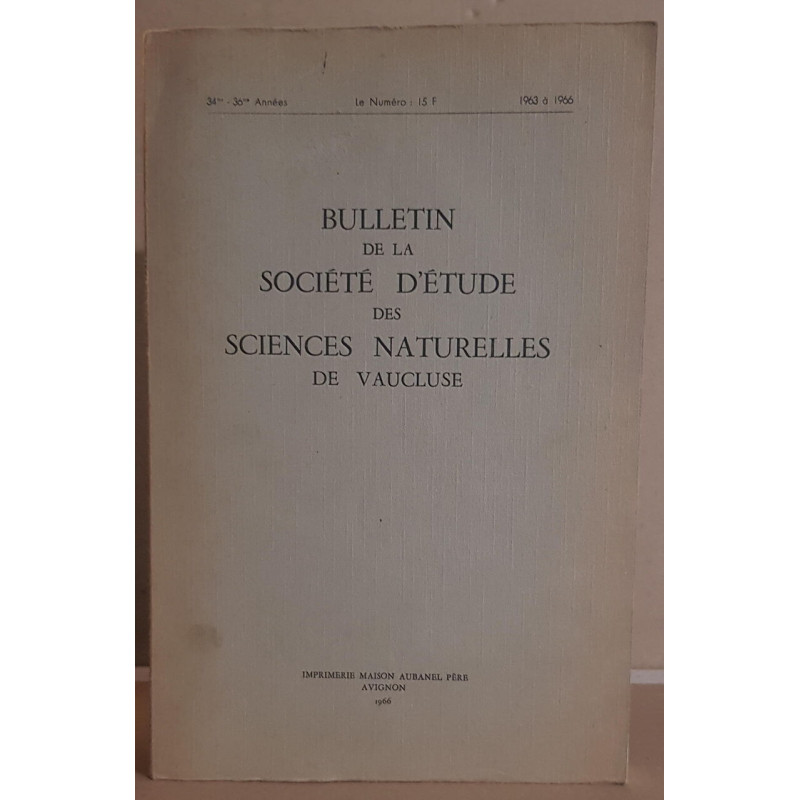 34me - 36me Années Le Numéro : 15 F 1963 à 1966
BULLETIN
DE LA
SOCIÉTÉ D'ÉTUDE
DES
SCIENCES NATURELLES
DE VAUCLUSE
IMPRIMERIE MAISON AUBANEL PÈRE
AVIGNON
1966